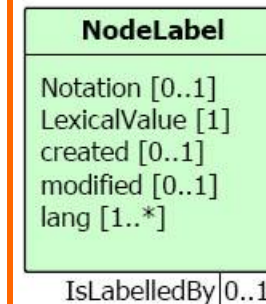 NodeLabel
Notation [0..1]
LexicalValue [1]
created [0..1]
modified [0..1]
lang [1..*]
IsLabelledBy 0..1